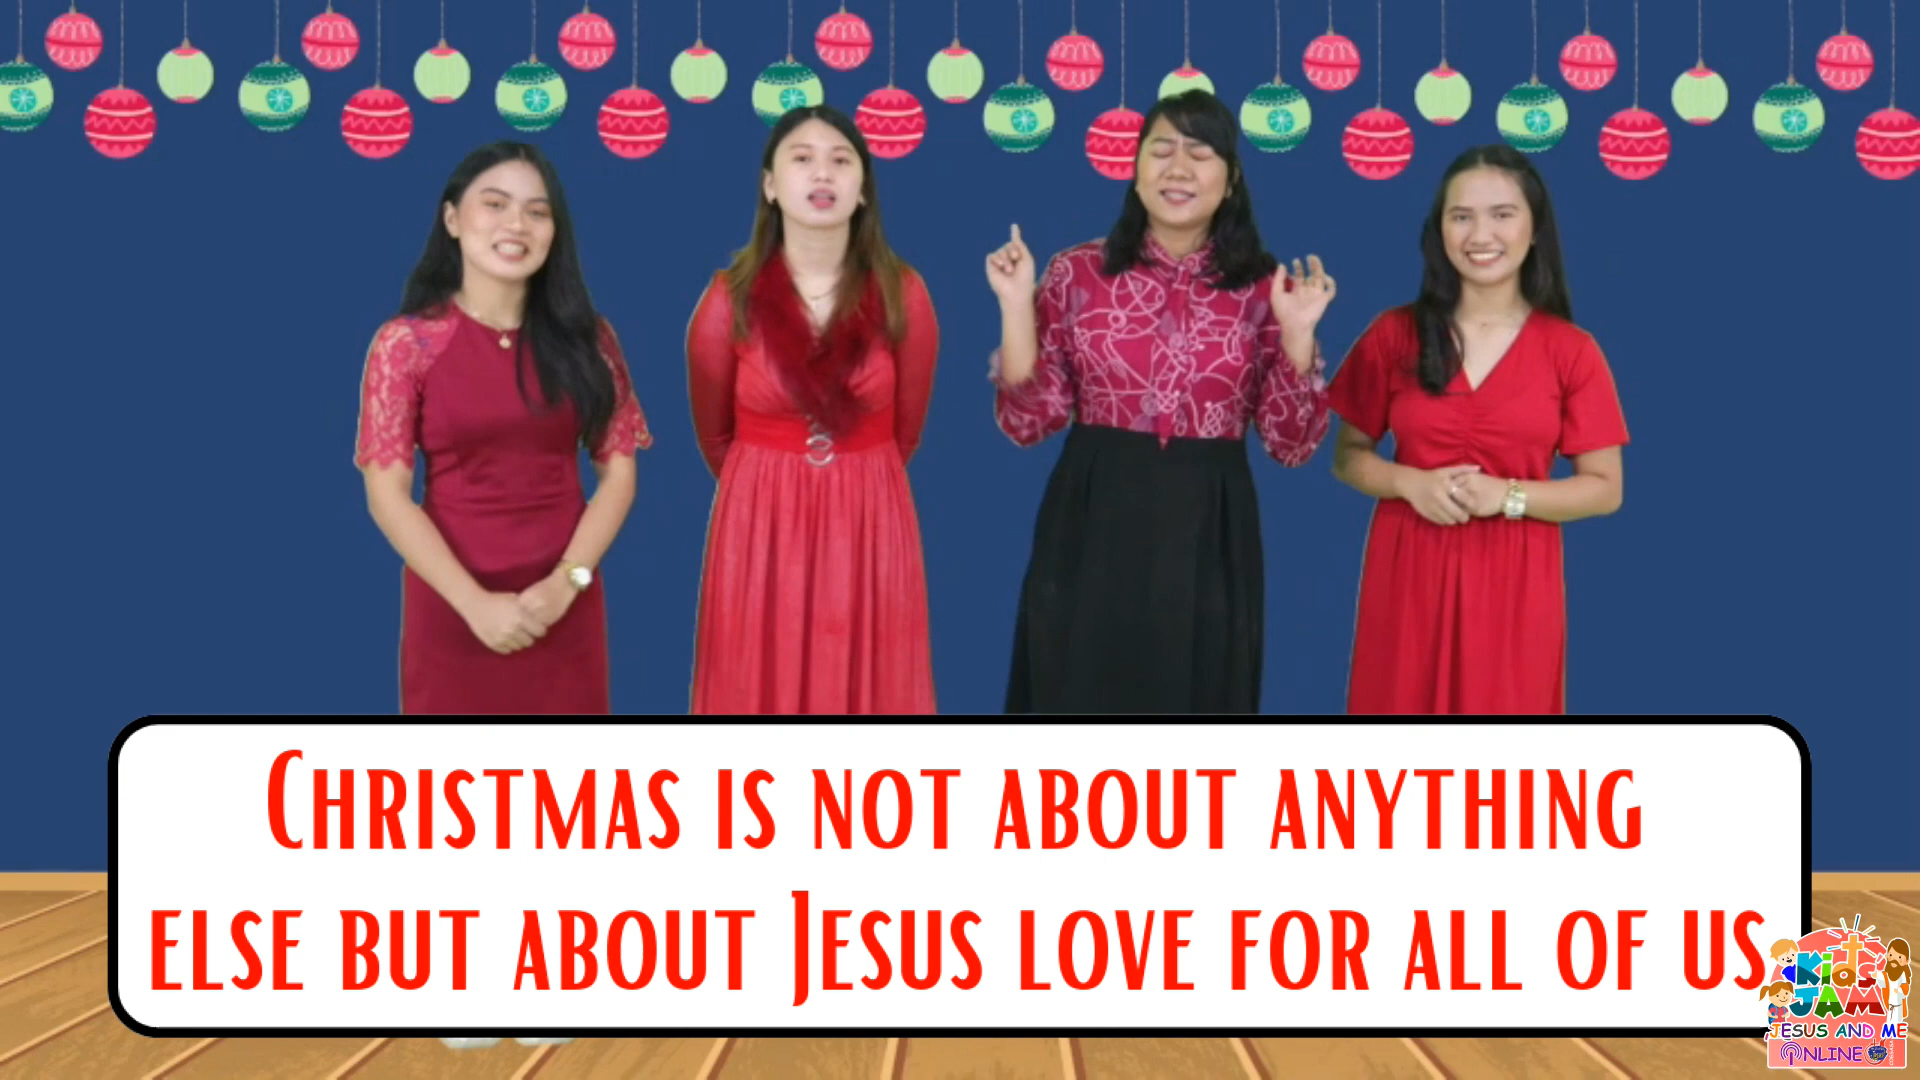 Christmas is not about anything
else but about Jesus love for all of us
Kids
JAM
JESUS AND ME
ONLINE